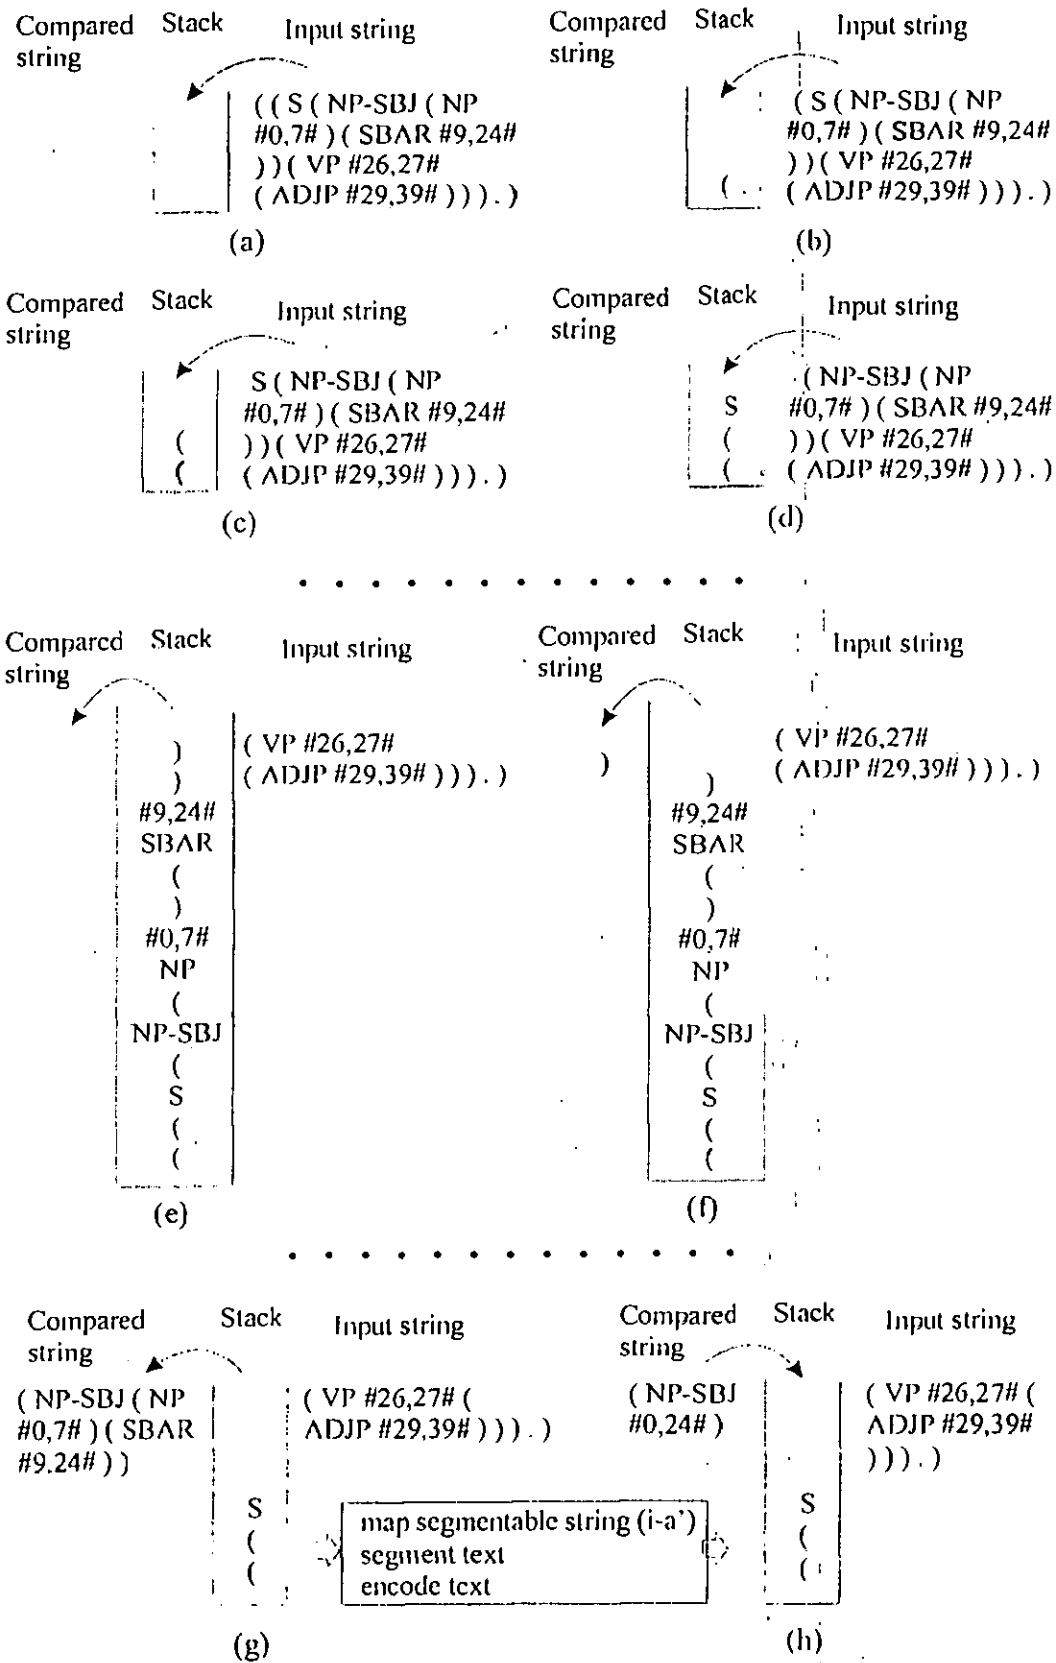 Compared string Stack Input string
( ( S ( NP-SBJ ( NP
#0,7# ) ( SBAR #9,24#
) ) ( VP #26,27#
( ADJP #29,39# ) ) ) . )
(a)
Compared string Stack Input string
( S ( NP-SBJ ( NP
#0,7# ) ( SBAR #9,24#
) ) ( VP #26,27#
( ( ADJP #29,39# ) ) ) . )
(b)
Compared string Stack Input string
S ( NP-SBJ ( NP
#0,7# ) ( SBAR #9,24#
( ) ) ( VP #26,27#
( ( ADJP #29,39# ) ) ) . )
(c)
Compared string Stack Input string
( NP-SBJ ( NP
S #0,7# ) ( SBAR #9,24#
( ) ) ( VP #26,27#
( ( ADJP #29,39# ) ) ) . )
(d)
Compared string Stack Input string
) ( VP #26,27#
) ( ADJP #29,39# ) ) ) . )
#9,24#
SBAR
(
)
#0,7#
NP
(
NP-SBJ
(
S
(
(
(e)
Compared string Stack Input string
( VP #26,27#
) ) ( ADJP #29,39# ) ) ) . )
#9,24#
SBAR
(
)
#0,7#
NP
(
NP-SBJ
(
S
(
(
(f)
Compared string Stack Input string
( NP-SBJ ( NP ( VP #26,27# (
#0,7# ) ( SBAR ADJP #29,39# ) ) ) . )
#9.24# ) )
S
(
(
(g)
map segmentable string (i-a')
segment text
encode text
Compared string Stack Input string
( NP-SBJ ( VP #26,27# (
#0,24# ) ADJP #29,39#
) ) ) . )
S
(
(
(h)